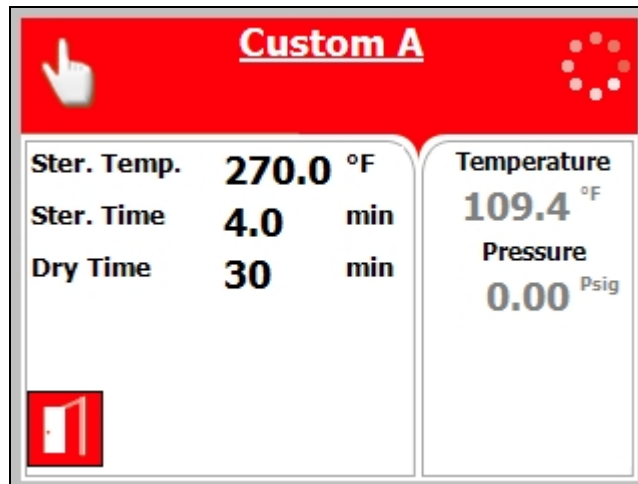 Custom A
Ster. Temp. 270.0 °F
Ster. Time 4.0 min
Dry Time 30 min
Temperature
109.4 °F
Pressure
0.00 Psig